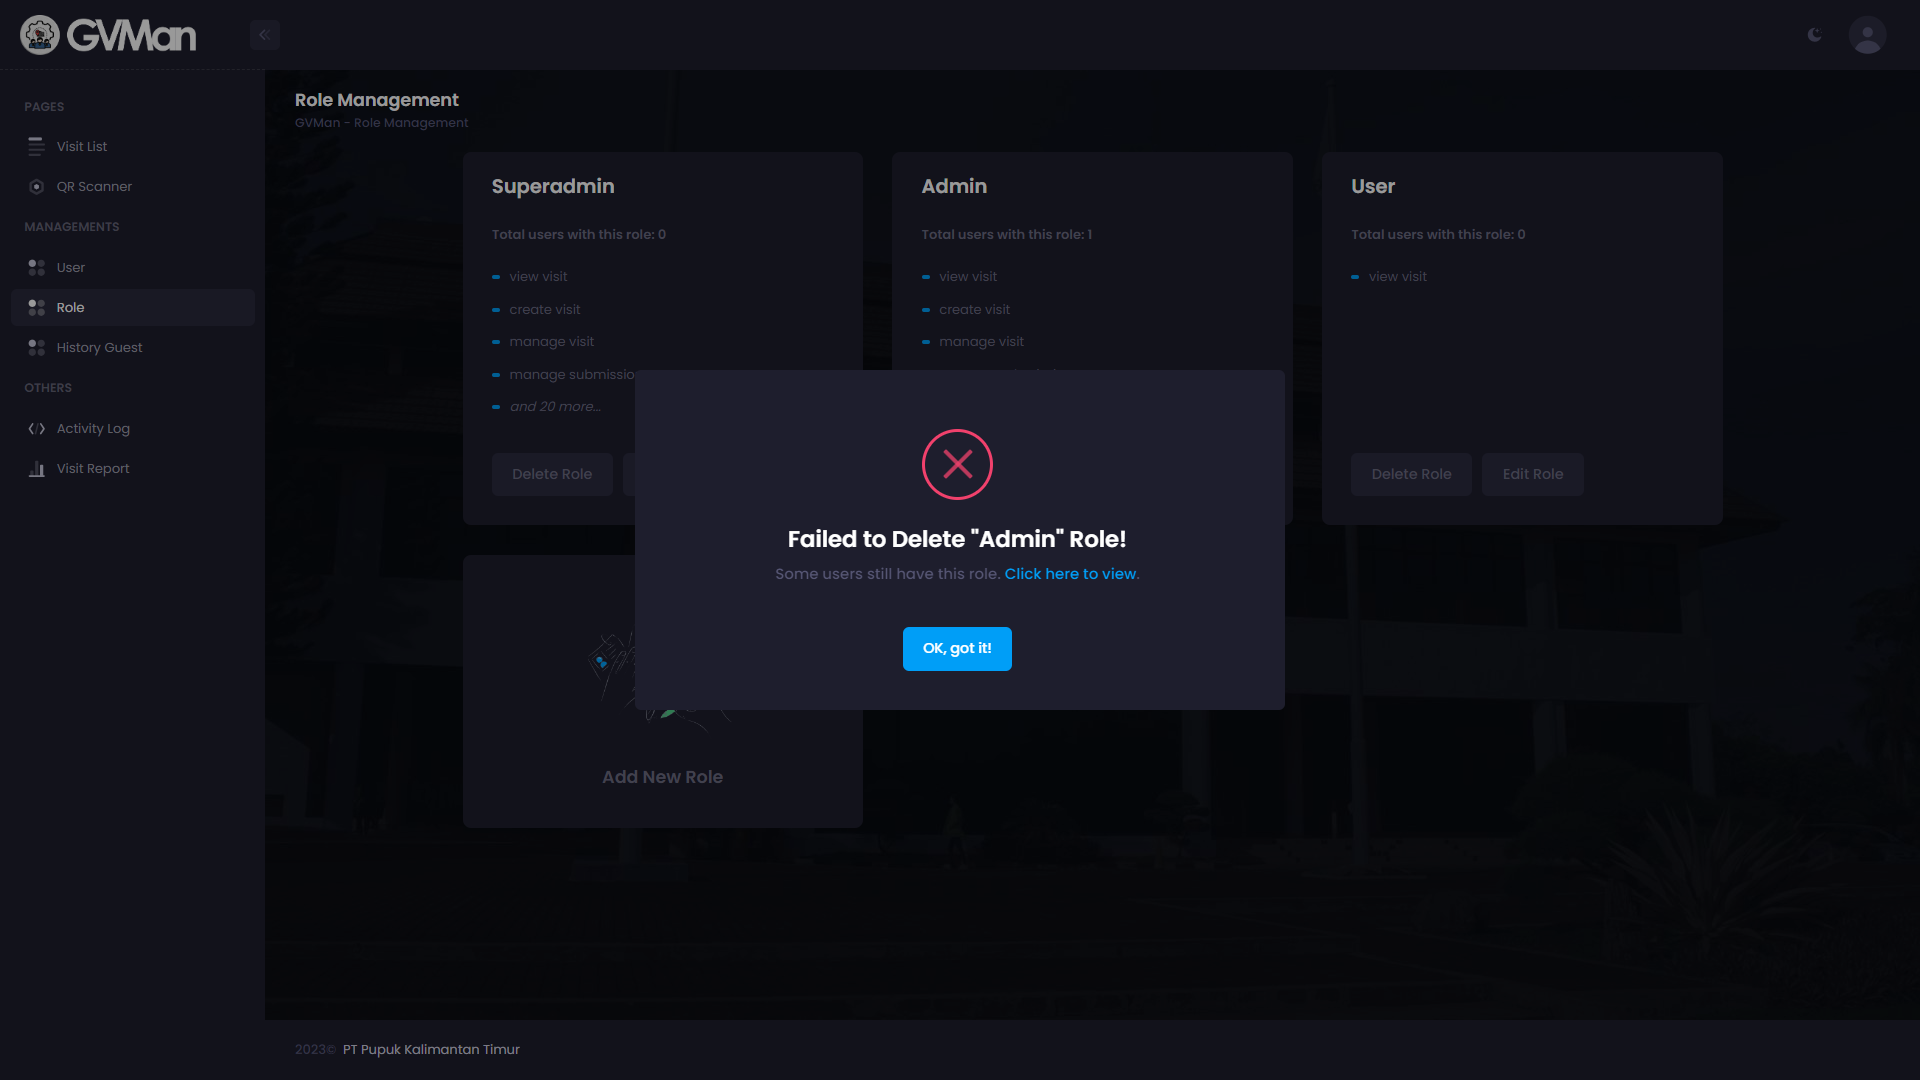 GVMan
PAGES
Visit List
QR Scanner
MANAGEMENTS
User
Role
History Guest
OTHERS
Activity Log
Visit Report
Role Management
GVMan - Role Management
Superadmin
Total users with this role: 0
view visit
create visit
manage visit
manage submissio
and 20 more...
Delete Role
Admin
Total users with this role: 1
view visit
create visit
manage visit
User
Total users with this role: 0
view visit
Delete Role
Edit Role
Failed to Delete "Admin" Role!
Some users still have this role. Click here to view.
OK, got it!
Add New Role
2023© PT Pupuk Kalimantan Timur